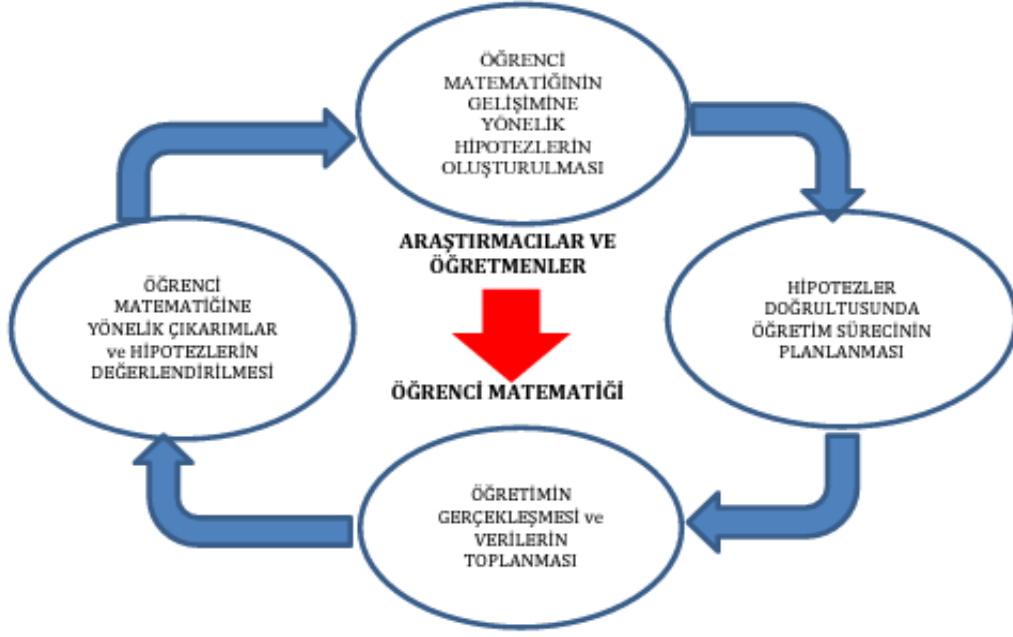 ÖĞRENCİ
MATEMATİĞİNİN
GELİŞİMİNE
YÖNELİK
HİPOTEZLERİN
OLUŞTURULMASI
HİPOTEZLER
DOĞRULTUSUNDA
ÖĞRETİM SÜRECİNİN
PLANLANMASI
ÖĞRETİMİN
GERÇEKLEŞMESİ ve
VERİLERİN
TOPLANMASI
ÖĞRENCİ
MATEMATİĞİNE
YÖNELİK ÇIKARIMLAR
ve HİPOTEZLERİN
DEĞERLENDİRİLMESİ
ARAŞTIRMACILAR VE
ÖĞRETMENLER
ÖĞRENCİ MATEMATİĞİ